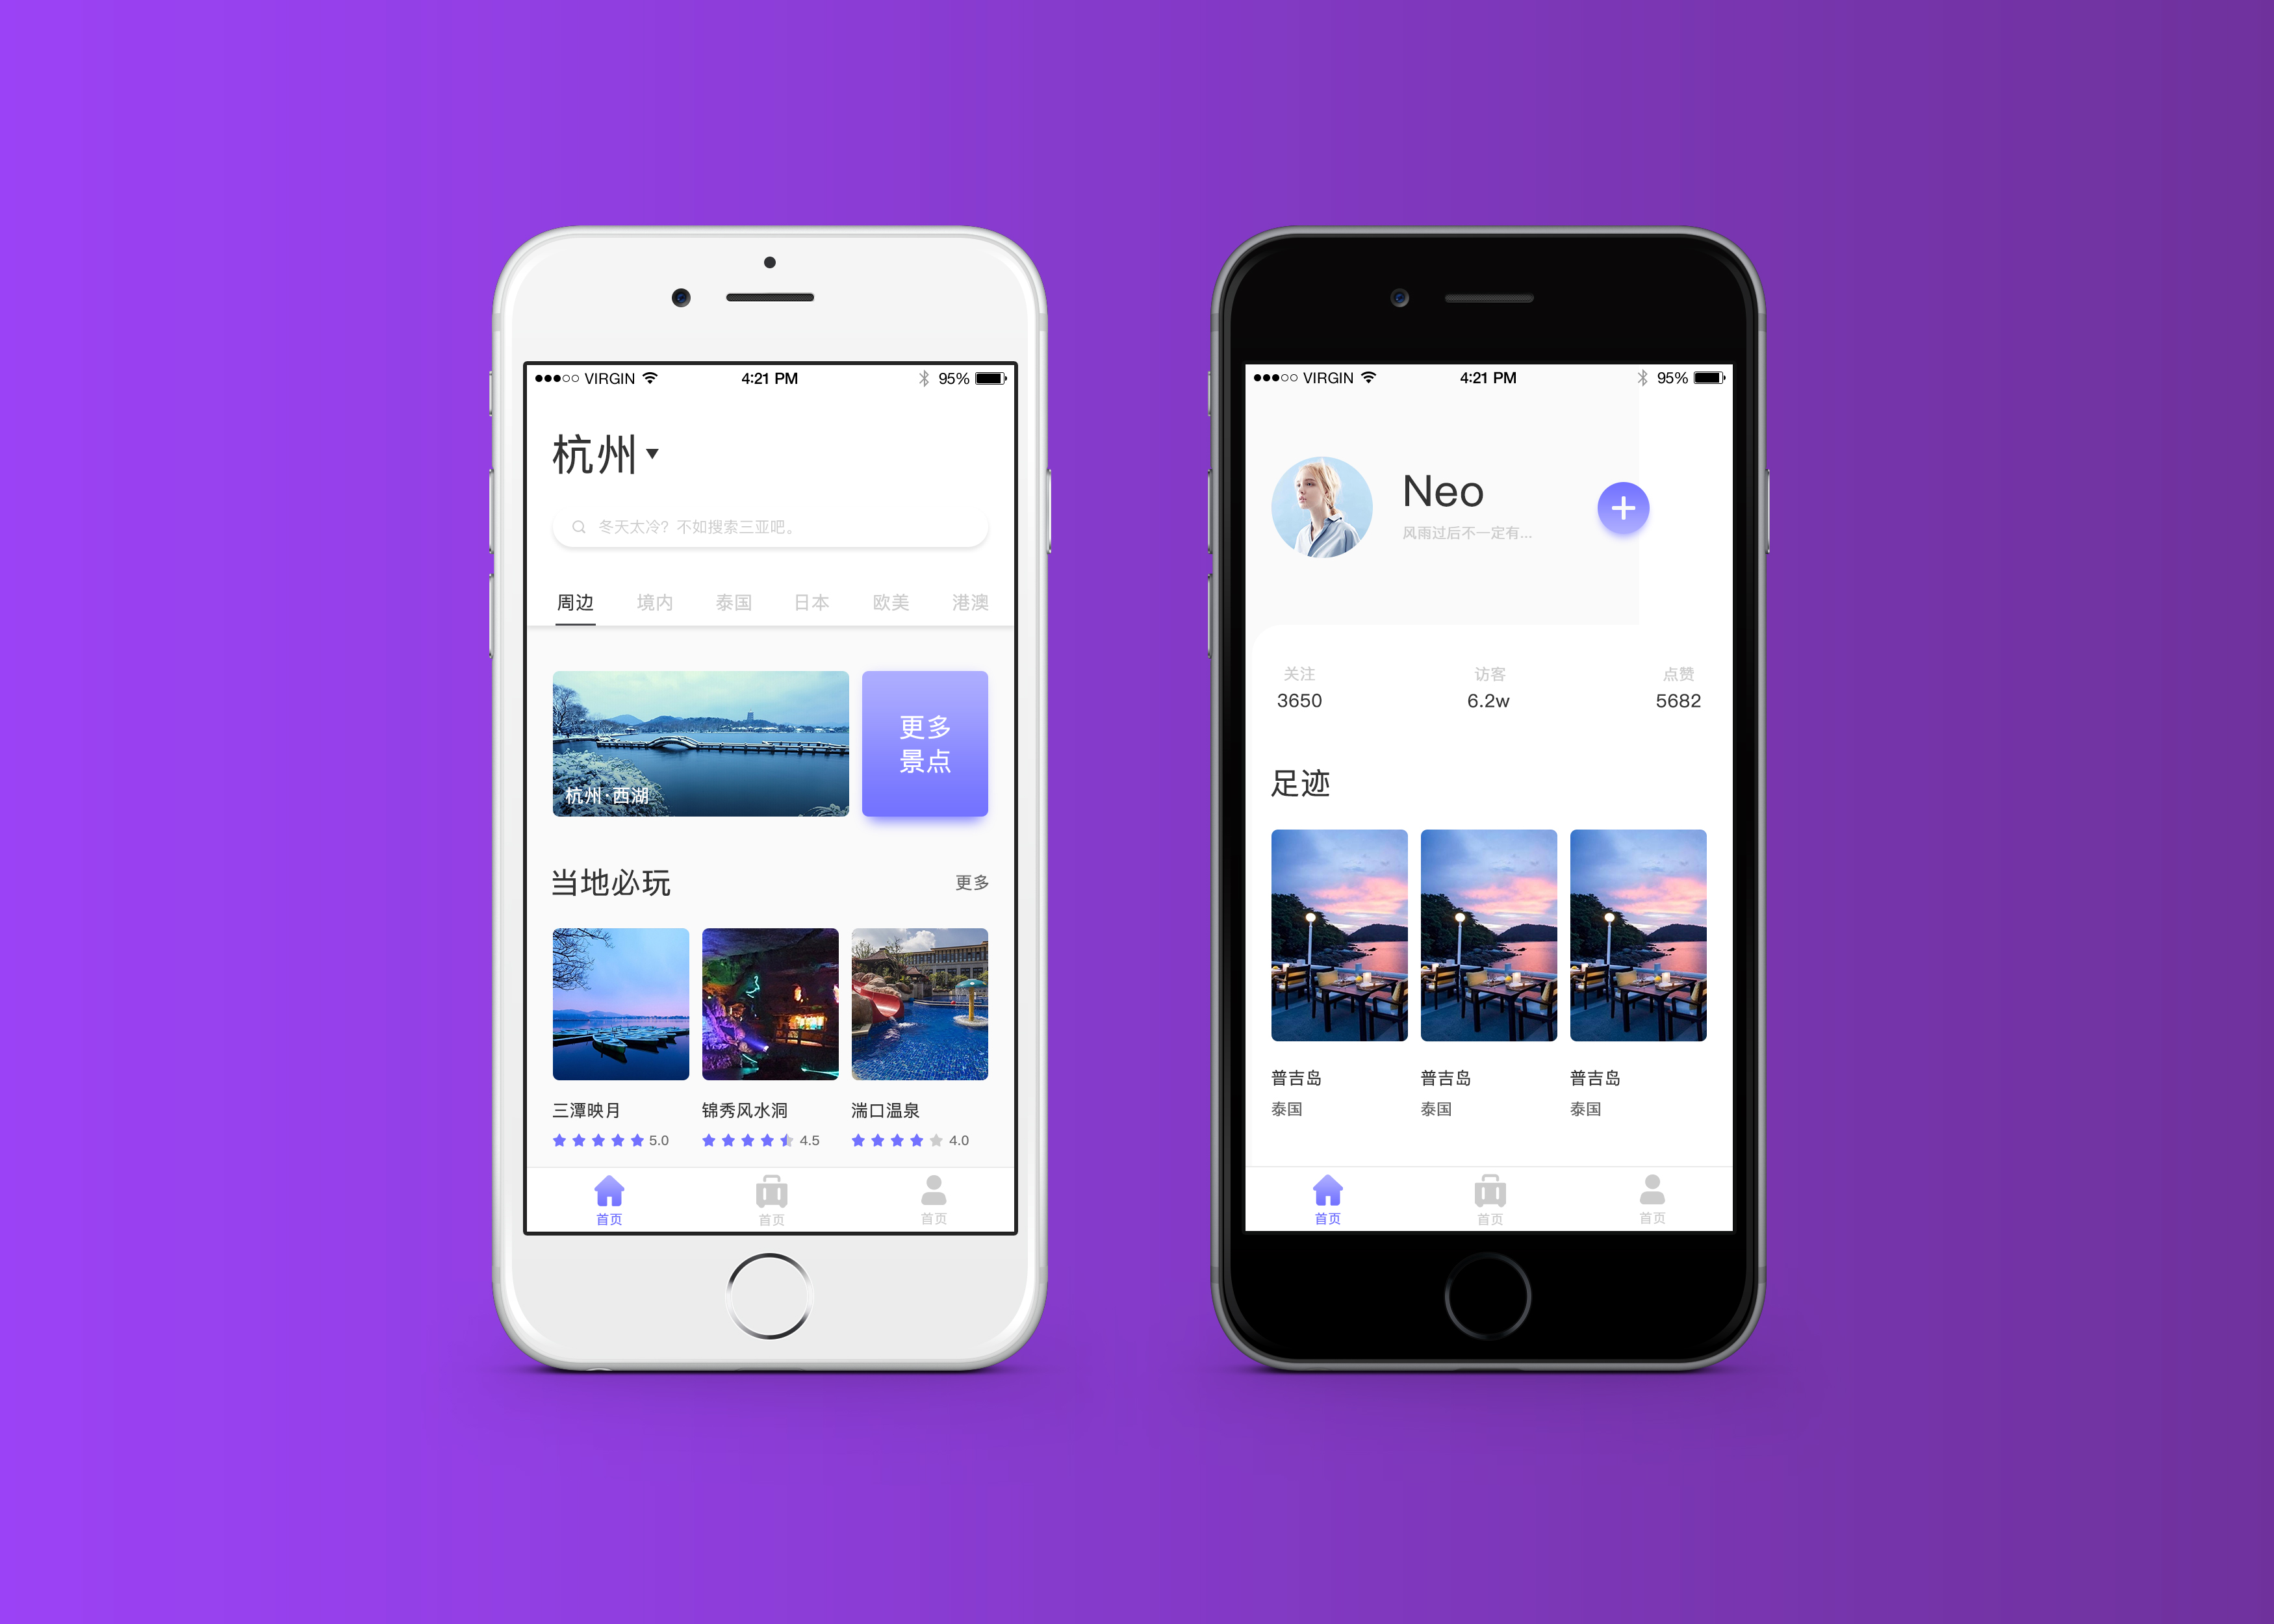 VIRGIN 4:21 PM 95%
杭州
冬天太冷？不如搜索三亚吧。
周边 境内 泰国 日本 欧美 港澳
杭州·西湖
更多
景点
当地必玩 更多
三潭映月 锦秀风水洞 湍口温泉
5.0 4.5 4.0
首页 首页 首页
VIRGIN 4:21 PM 95%
Neo
风雨过后不一定有...
关注 访客 点赞
3650 6.2w 5682
足迹
普吉岛 普吉岛 普吉岛
泰国 泰国 泰国
首页 首页 首页